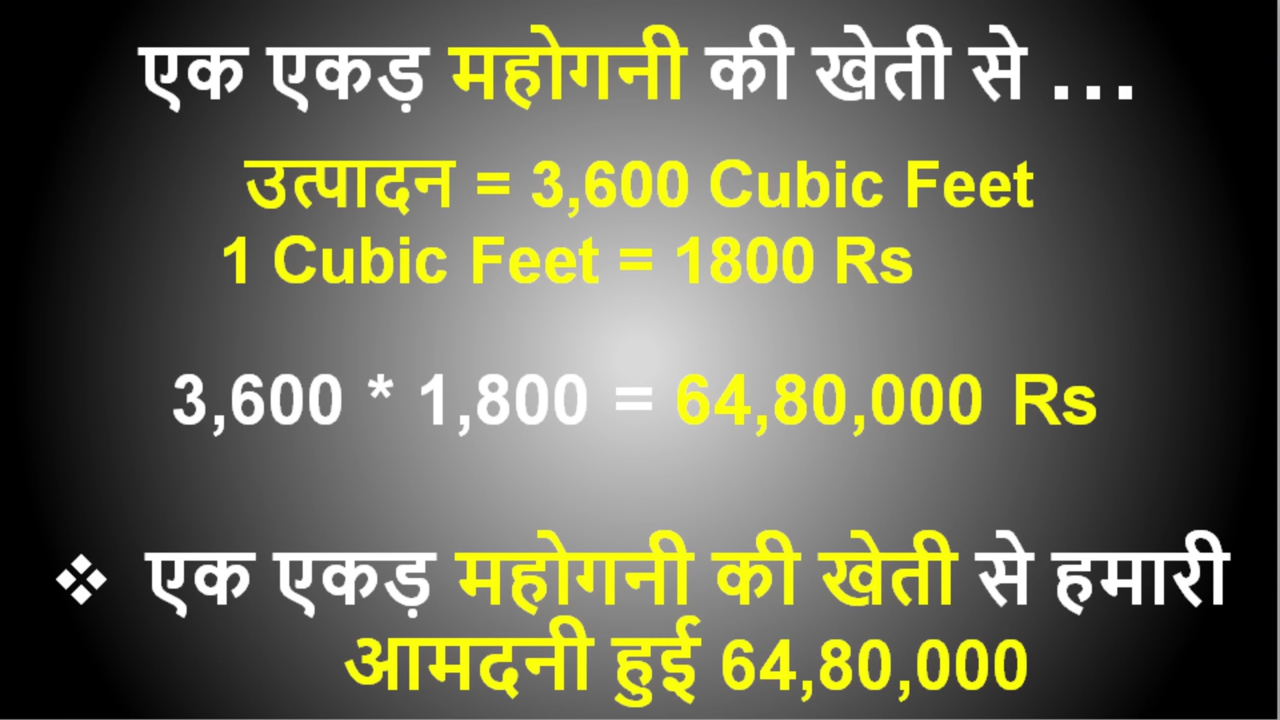 एक एकड़ महोगनी की खेती से ...
उत्पादन = 3,600 Cubic Feet
1 Cubic Feet = 1800 Rs
3,600 * 1,800 = 64,80,000 Rs
❖ एक एकड़ महोगनी की खेती से हमारी
आमदनी हुई 64,80,000